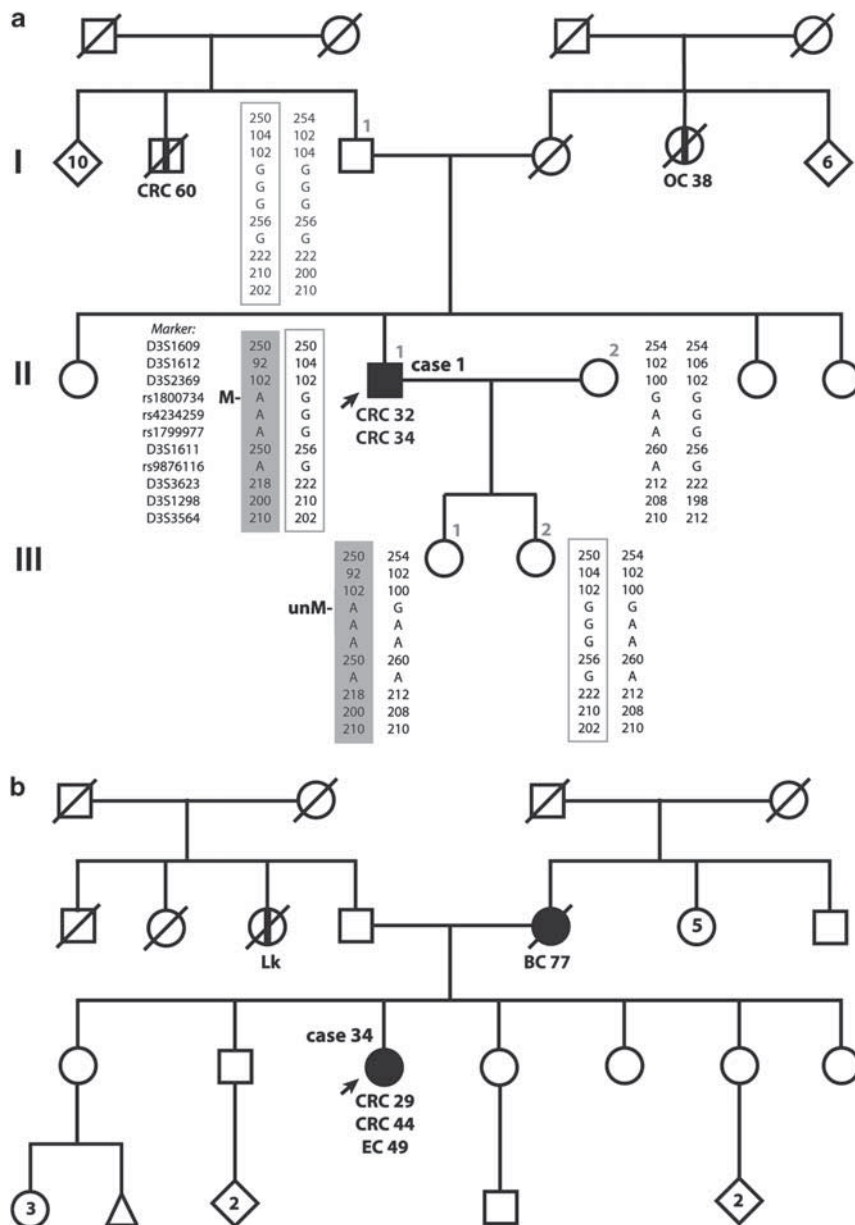 a
I
10
CRC 60
1
250 254
104 102
102 104
G G
G G
G G
256 256
G G
222 222
210 200
202 210
OC 38
6
II
Marker:
D3S1609 250 250
D3S1612 92 104
D3S2369 102 102
rs1800734 M- A G
rs4234259 A G
rs1799977 A G
D3S1611 250 256
rs9876116 A G
D3S3623 218 222
D3S1298 200 210
D3S3564 210 202
1
case 1
CRC 32
CRC 34
2
254 254
102 106
100 102
G G
A G
A G
260 256
A G
212 222
208 198
210 212
III
1
2
250 254
92 102
102 100
unM- A G
A A
A A
250 260
A A
218 212
200 208
210 210
250 254
104 102
102 100
G G
G A
G A
256 260
G A
222 212
210 208
202 210
b
Lk
BC 77
5
case 34
CRC 29
CRC 44
EC 49
3
2
2